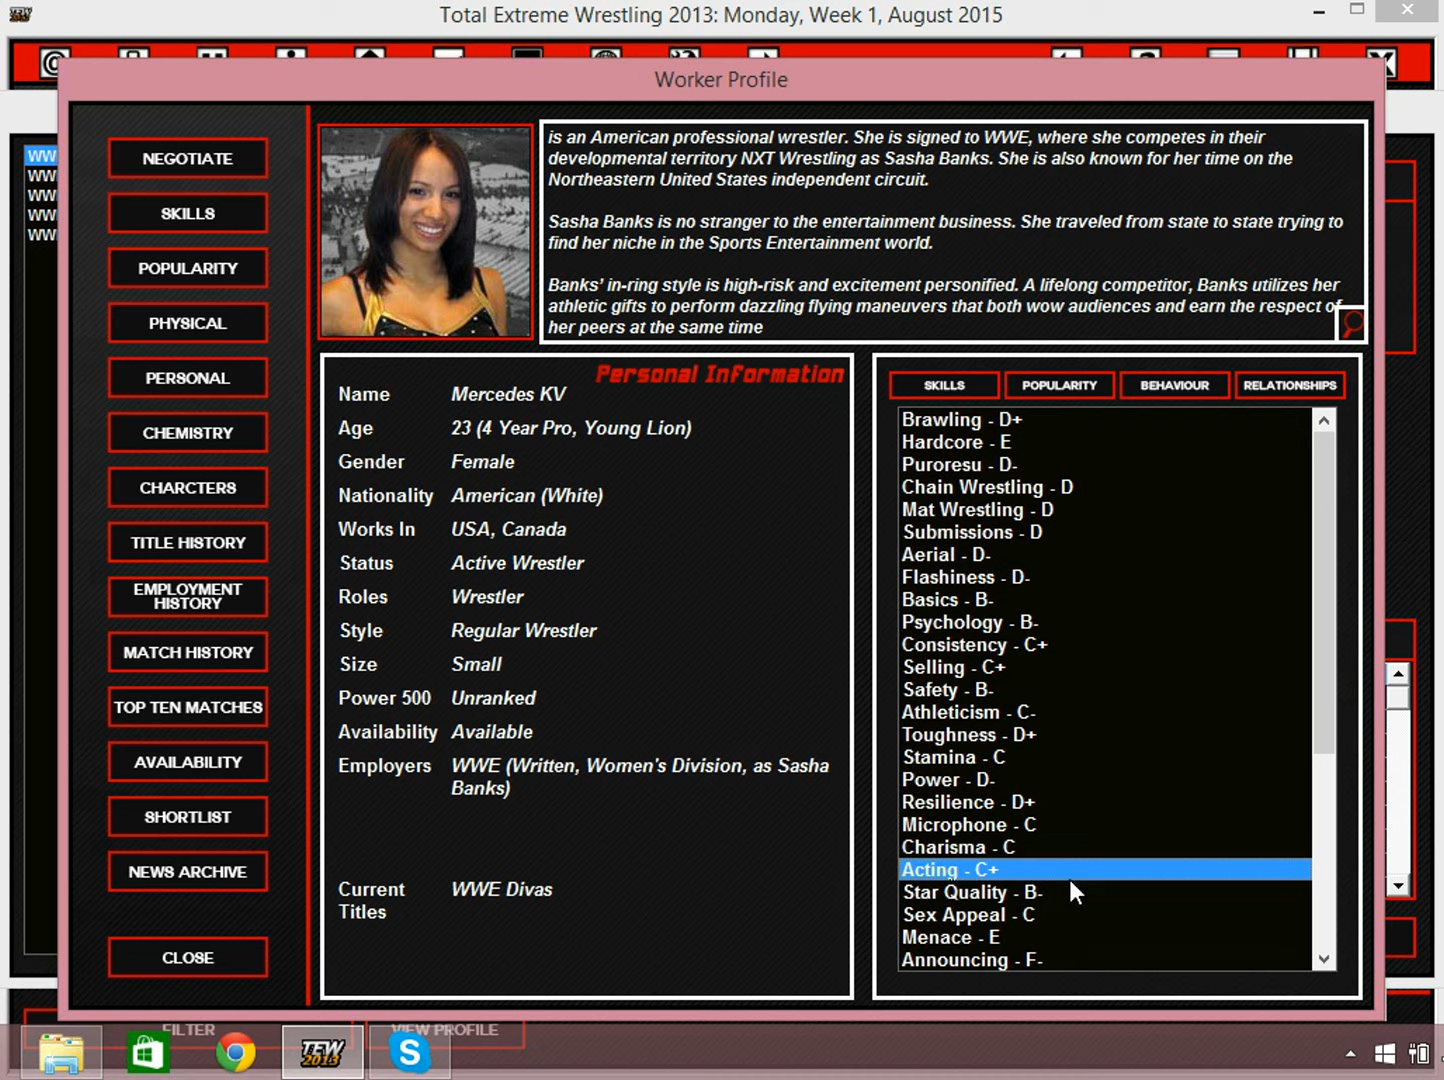 Total Extreme Wrestling 2013: Monday, Week 1, August 2015
Worker Profile
WW
WW
WW
WW
WW
NEGOTIATE
SKILLS
POPULARITY
PHYSICAL
PERSONAL
CHEMISTRY
CHARCTERS
TITLE HISTORY
EMPLOYMENT
HISTORY
MATCH HISTORY
TOP TEN MATCHES
AVAILABILITY
SHORTLIST
NEWS ARCHIVE
CLOSE
is an American professional wrestler. She is signed to WWE, where she competes in their
developmental territory NXT Wrestling as Sasha Banks. She is also known for her time on the
Northeastern United States independent circuit.
Sasha Banks is no stranger to the entertainment business. She traveled from state to state trying to
find her niche in the Sports Entertainment world.
Banks' in-ring style is high-risk and excitement personified. A lifelong competitor, Banks utilizes her
athletic gifts to perform dazzling flying maneuvers that both wow audiences and earn the respect of
her peers at the same time
Personal Information
Name Mercedes KV
Age 23 (4 Year Pro, Young Lion)
Gender Female
Nationality American (White)
Works In USA, Canada
Status Active Wrestler
Roles Wrestler
Style Regular Wrestler
Size Small
Power 500 Unranked
Availability Available
Employers WWE (Written, Women's Division, as Sasha
Banks)
Current WWE Divas
Titles
SKILLS POPULARITY BEHAVIOUR RELATIONSHIPS
Brawling - D+
Hardcore - E
Puroresu - D-
Chain Wrestling - D
Mat Wrestling - D
Submissions - D
Aerial - D-
Flashiness - D-
Basics - B-
Psychology - B-
Consistency - C+
Selling - C+
Safety - B-
Athleticism - C-
Toughness - D+
Stamina - C
Power - D-
Resilience - D+
Microphone - C
Charisma - C
Acting - C+
Star Quality - B-
Sex Appeal - C
Menace - E
Announcing - F-
FILTER VIEW PROFILE
TEW
2013